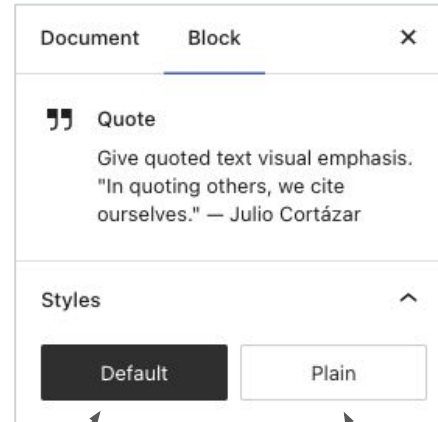 Document Block
Quote
Give quoted text visual emphasis.
"In quoting others, we cite
ourselves." — Julio Cortázar
Styles
Default Plain